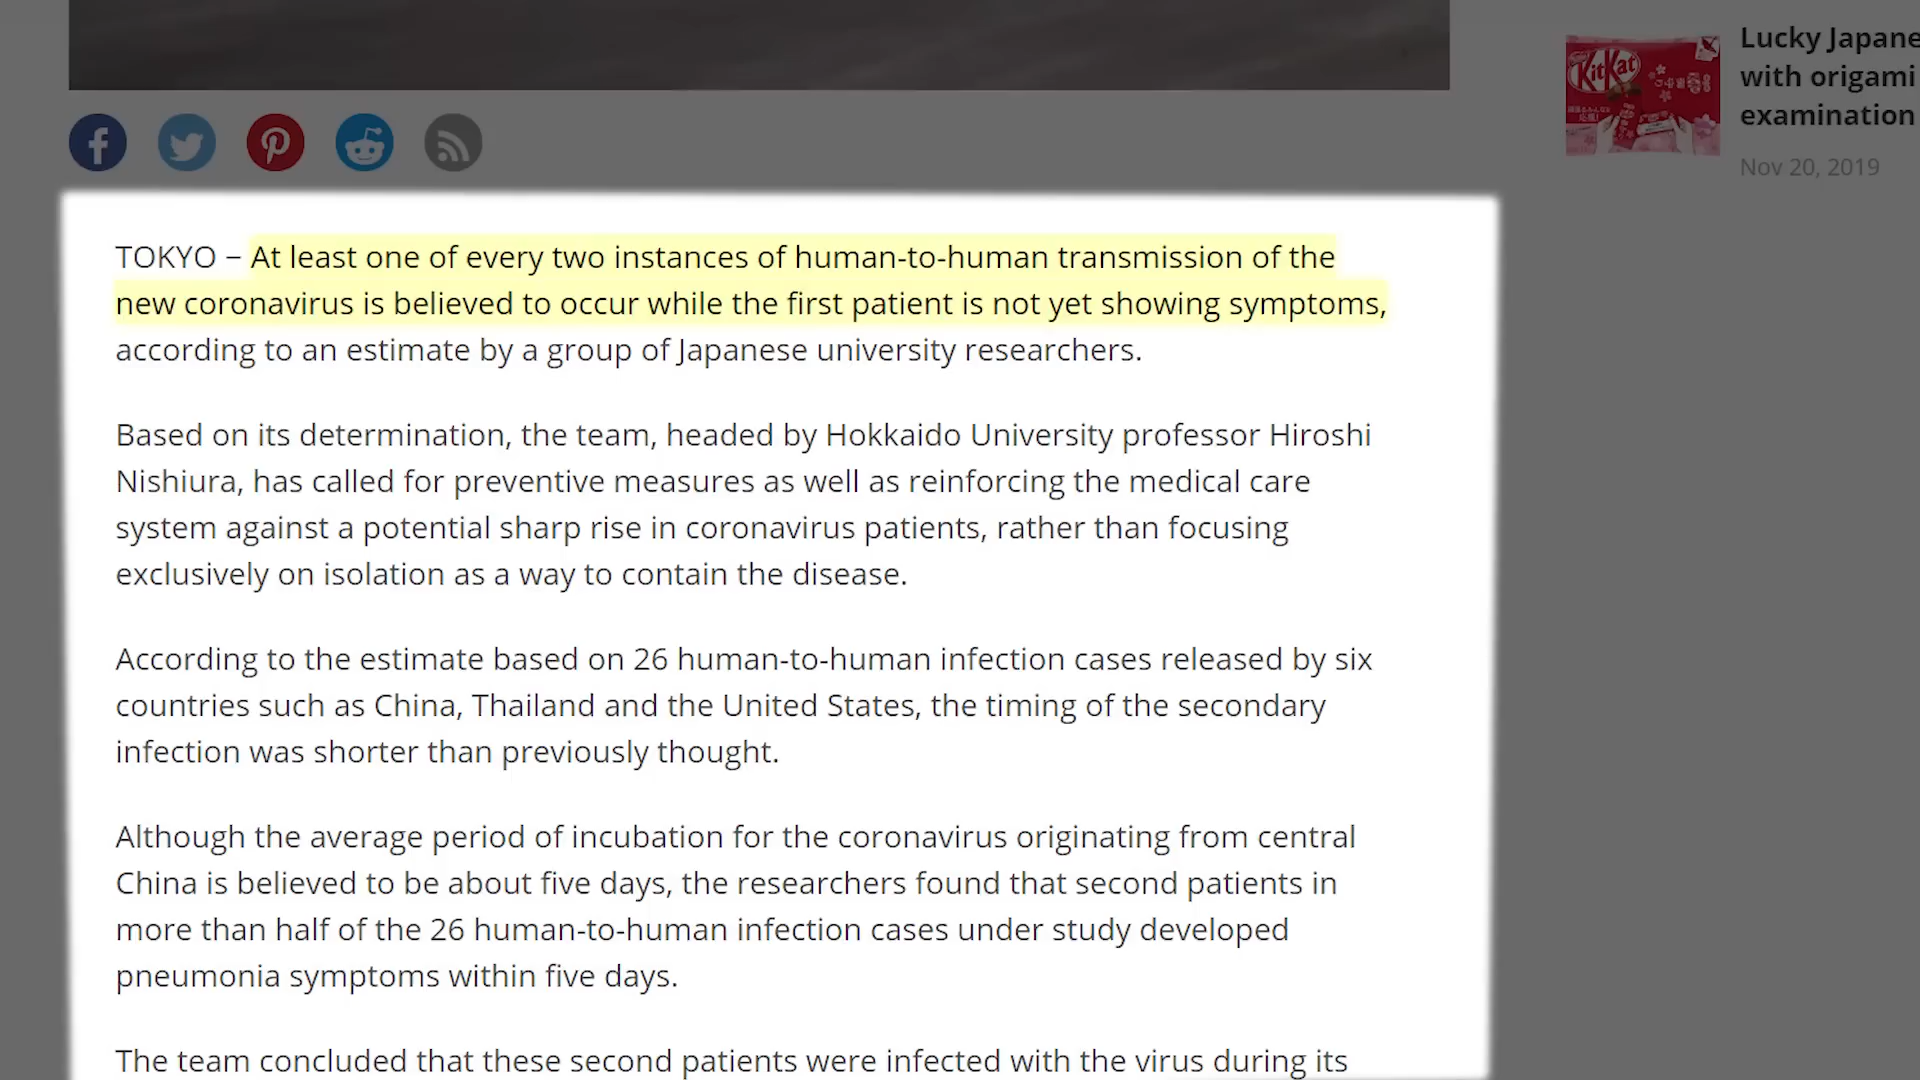 TOKYO – At least one of every two instances of human-to-human transmission of the
new coronavirus is believed to occur while the first patient is not yet showing symptoms,
according to an estimate by a group of Japanese university researchers.
Based on its determination, the team, headed by Hokkaido University professor Hiroshi
Nishiura, has called for preventive measures as well as reinforcing the medical care
system against a potential sharp rise in coronavirus patients, rather than focusing
exclusively on isolation as a way to contain the disease.
According to the estimate based on 26 human-to-human infection cases released by six
countries such as China, Thailand and the United States, the timing of the secondary
infection was shorter than previously thought.
Although the average period of incubation for the coronavirus originating from central
China is believed to be about five days, the researchers found that second patients in
more than half of the 26 human-to-human infection cases under study developed
pneumonia symptoms within five days.
The team concluded that these second patients were infected with the virus during its
KitKat
Lucky Japane
with origami
examination
Nov 20, 2019